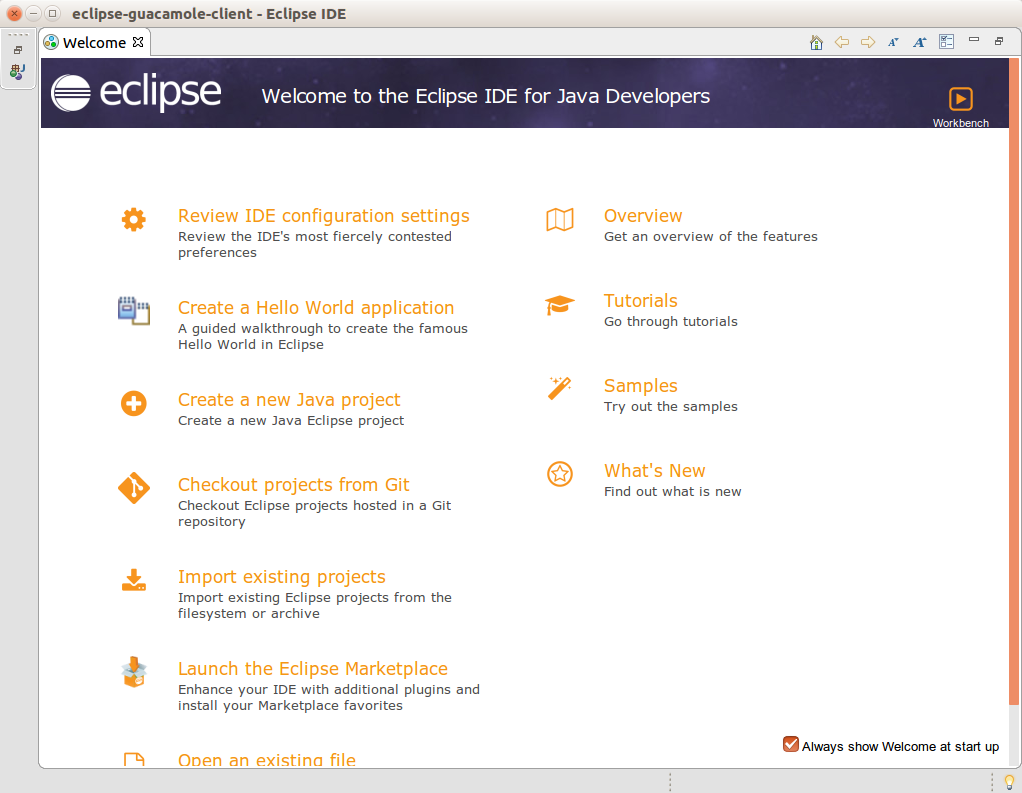 eclipse-guacamole-client - Eclipse IDE
Welcome
eclipse
Welcome to the Eclipse IDE for Java Developers
Workbench
Review IDE configuration settings
Review the IDE's most fiercely contested
preferences
Create a Hello World application
A guided walkthrough to create the famous
Hello World in Eclipse
Create a new Java project
Create a new Java Eclipse project
Checkout projects from Git
Checkout Eclipse projects hosted in a Git
repository
Import existing projects
Import existing Eclipse projects from the
filesystem or archive
Launch the Eclipse Marketplace
Enhance your IDE with additional plugins and
install your Marketplace favorites
Open an existing file
Overview
Get an overview of the features
Tutorials
Go through tutorials
Samples
Try out the samples
What's New
Find out what is new
Always show Welcome at start up